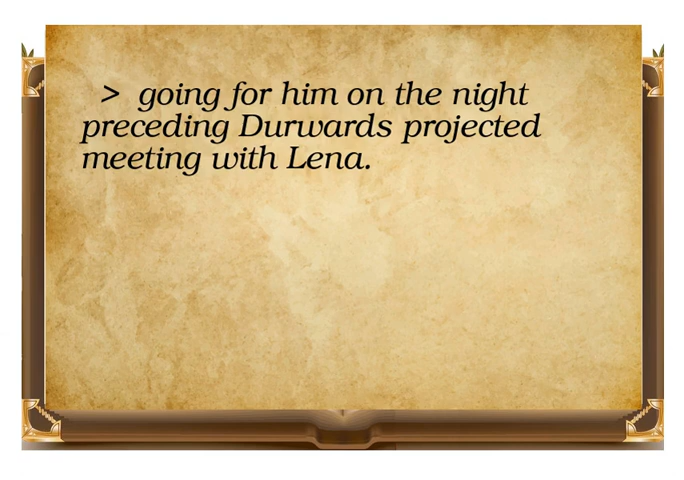 > going for him on the night
preceding Durwards projected
meeting with Lena.